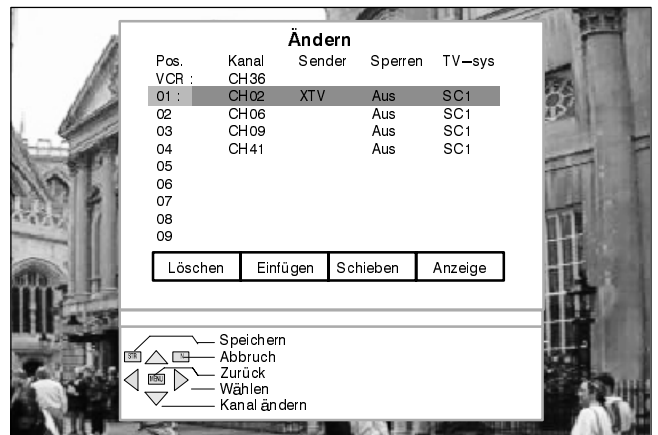 Ändern
Pos. Kanal Sender Sperren TV-sys
VCR : CH36
01 : CH02 XTV Aus SC1
02 CH06 Aus SC1
03 CH09 Aus SC1
04 CH41 Aus SC1
05
06
07
08
09
Löschen Einfügen Schieben Anzeige
Speichern
STR N Abbruch
Zurück
MENU Wählen
Kanal ändern